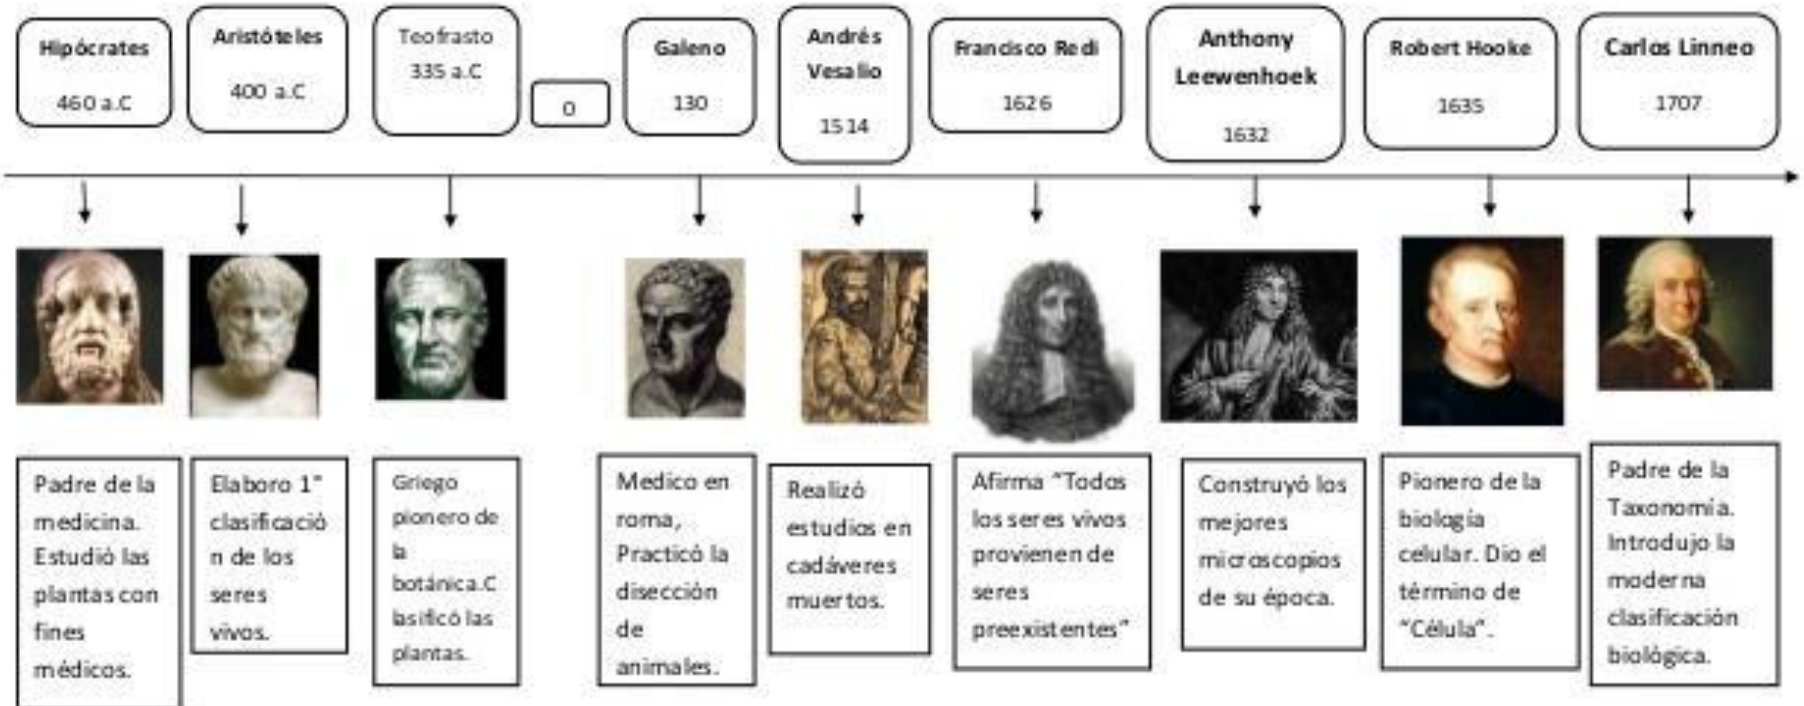 Hipócrates
460 a.C
Aristóteles
400 a.C
Teofrasto
335 a.C
0
Galeno
130
Andrés
Vesalio
1514
Francisco Redi
1626
Anthony
Leewenhoek
1632
Robert Hooke
1635
Carlos Linneo
1707
Padre de la
medicina.
Estudió las
plantas con
fines
médicos.
Elaboro 1°
clasificació
n de los
seres
vivos.
Griego
pionero de
la
botánica.C
lasificó las
plantas.
Medico en
roma,
Practicó la
disección
de
animales.
Realizó
estudios en
cadáveres
muertos.
Afirma “Todos
los seres vivos
provienen de
seres
preexistentes”
Construyó los
mejores
microscopios
de su época.
Pionero de la
biología
celular. Dio el
término de
“Célula”.
Padre de la
Taxonomía.
Introdujo la
moderna
clasificación
biológica.